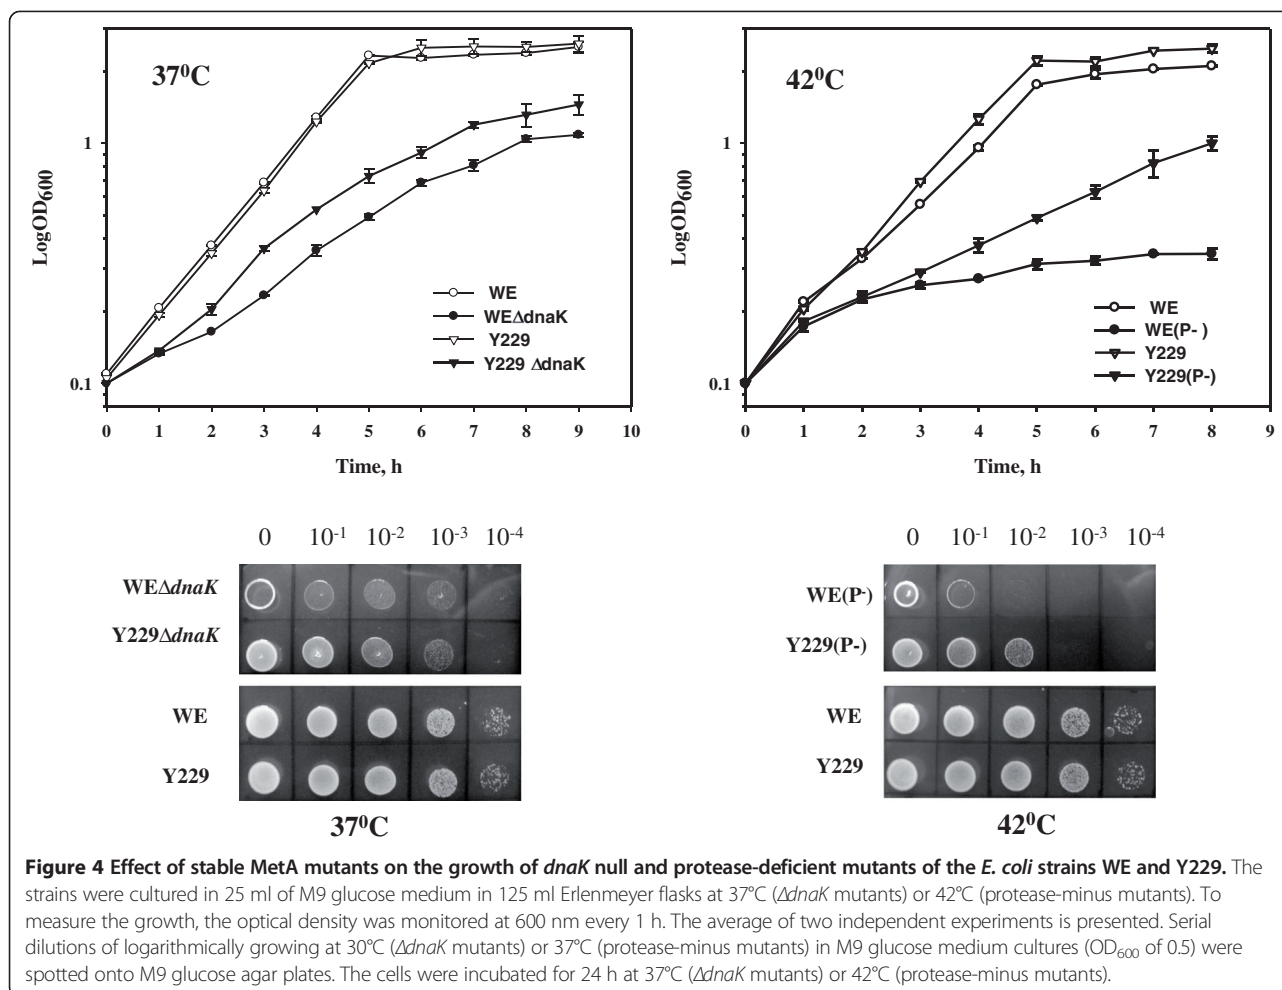 37⁰C
LogOD600
1
0.1
WE
WEΔdnaK
Y229
Y229 ΔdnaK
0 1 2 3 4 5 6 7 8 9 10
Time, h
42⁰C
LogOD600
1
0.1
WE
WE(P- )
Y229
Y229(P-)
0 1 2 3 4 5 6 7 8 9
Time, h
0 10-1 10-2 10-3 10-4
WEΔdnaK
Y229ΔdnaK
WE
Y229
37⁰C
0 10-1 10-2 10-3 10-4
WE(P-)
Y229(P-)
WE
Y229
42⁰C
Figure 4 Effect of stable MetA mutants on the growth of dnaK null and protease-deficient mutants of the E. coli strains WE and Y229. The
strains were cultured in 25 ml of M9 glucose medium in 125 ml Erlenmeyer flasks at 37°C (ΔdnaK mutants) or 42°C (protease-minus mutants). To
measure the growth, the optical density was monitored at 600 nm every 1 h. The average of two independent experiments is presented. Serial
dilutions of logarithmically growing at 30°C (ΔdnaK mutants) or 37°C (protease-minus mutants) in M9 glucose medium cultures (OD600 of 0.5) were
spotted onto M9 glucose agar plates. The cells were incubated for 24 h at 37°C (ΔdnaK mutants) or 42°C (protease-minus mutants).